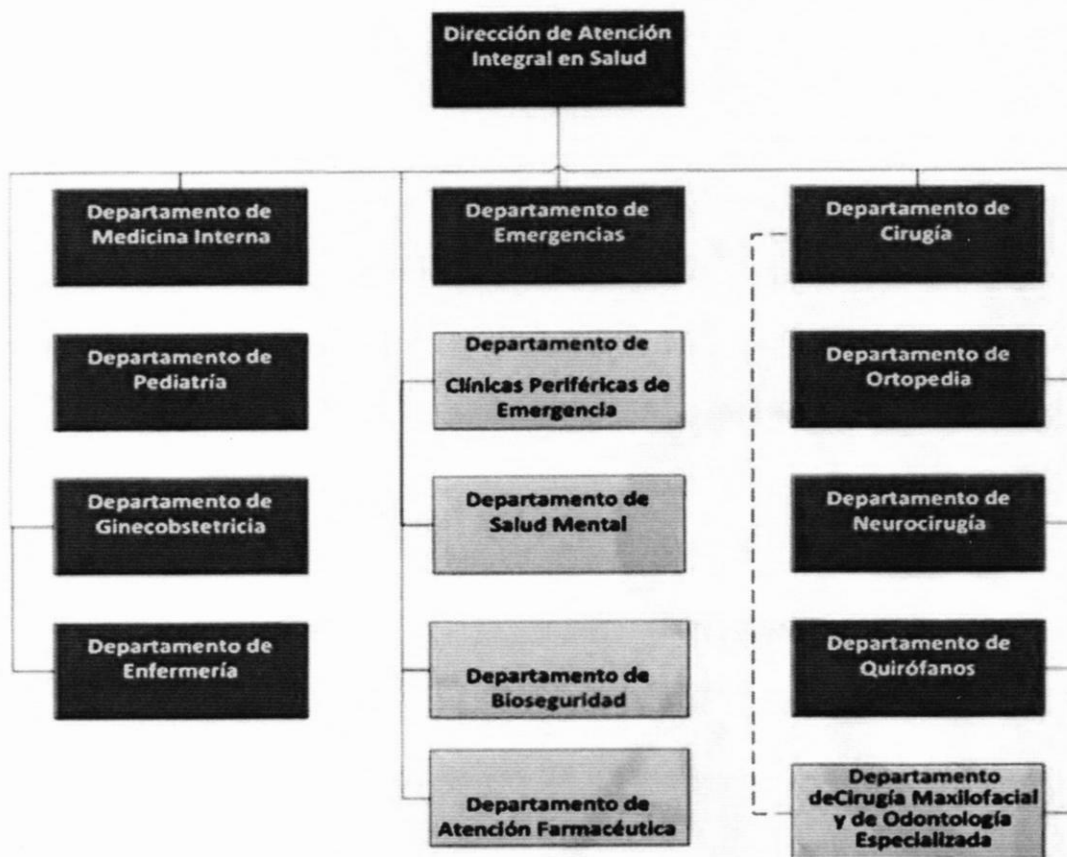 Dirección de Atención
Integral en Salud
Departamento de
Medicina Interna
Departamento de
Emergencias
Departamento de
Cirugía
Departamento de
Pediatría
Departamento de
Clínicas Periféricas de
Emergencia
Departamento de
Ortopedia
Departamento de
Ginecobstetricia
Departamento de
Salud Mental
Departamento de
Neurocirugía
Departamento de
Enfermería
Departamento de
Bioseguridad
Departamento de
Quirófanos
Departamento de
Atención Farmacéutica
Departamento
deCirugía Maxilofacial
y de Odontología
Especializada